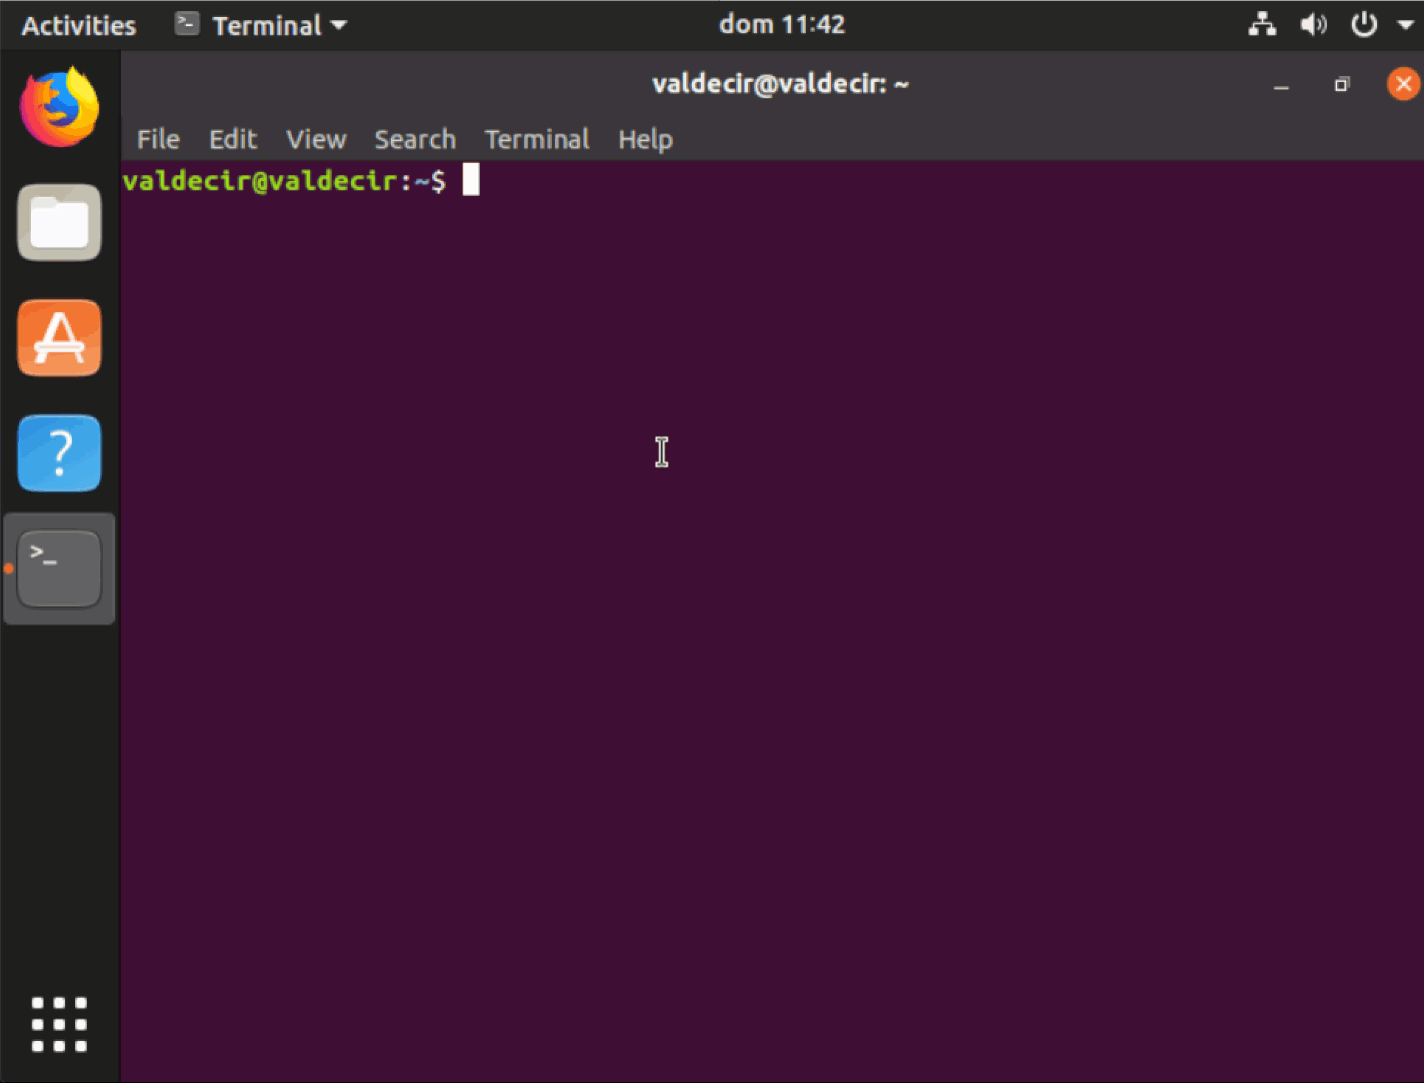 Activities
Terminal
dom 11:42
valdecir@valdecir: ~
File Edit View Search Terminal Help
valdecir@valdecir:~$